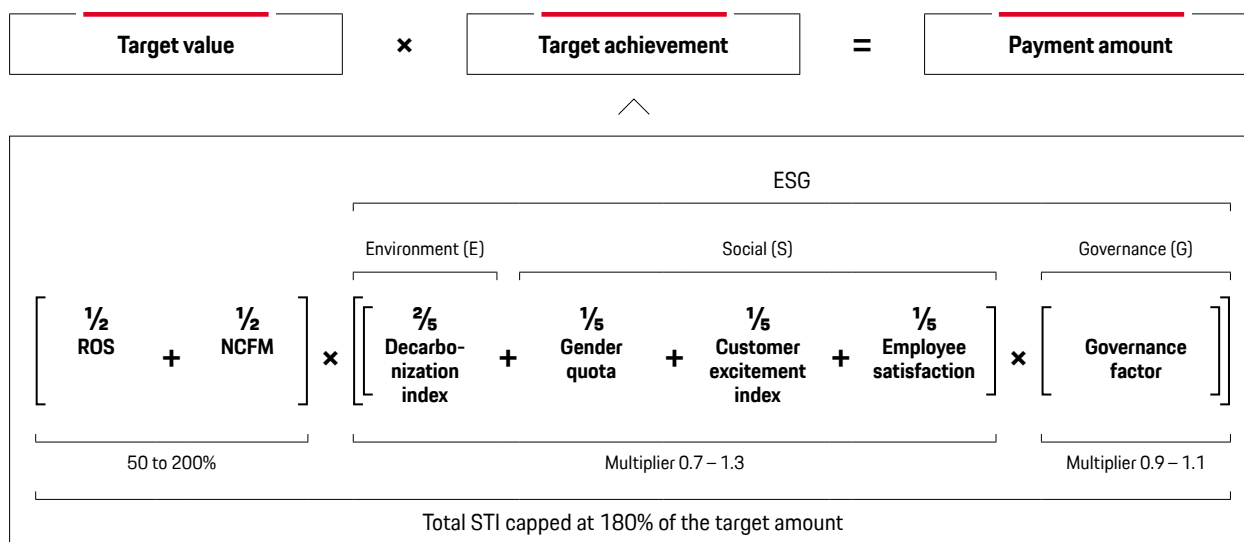 Target value × Target achievement = Payment amount
ESG
Environment (E) Social (S) Governance (G)
½ ½ ⅖ ⅕ ⅕ ⅕
ROS + NCFM × Decarbo- + Gender + Customer + Employee × Governance
nization quota excitement satisfaction factor
index index
50 to 200% Multiplier 0.7 – 1.3 Multiplier 0.9 – 1.1
Total STI capped at 180% of the target amount